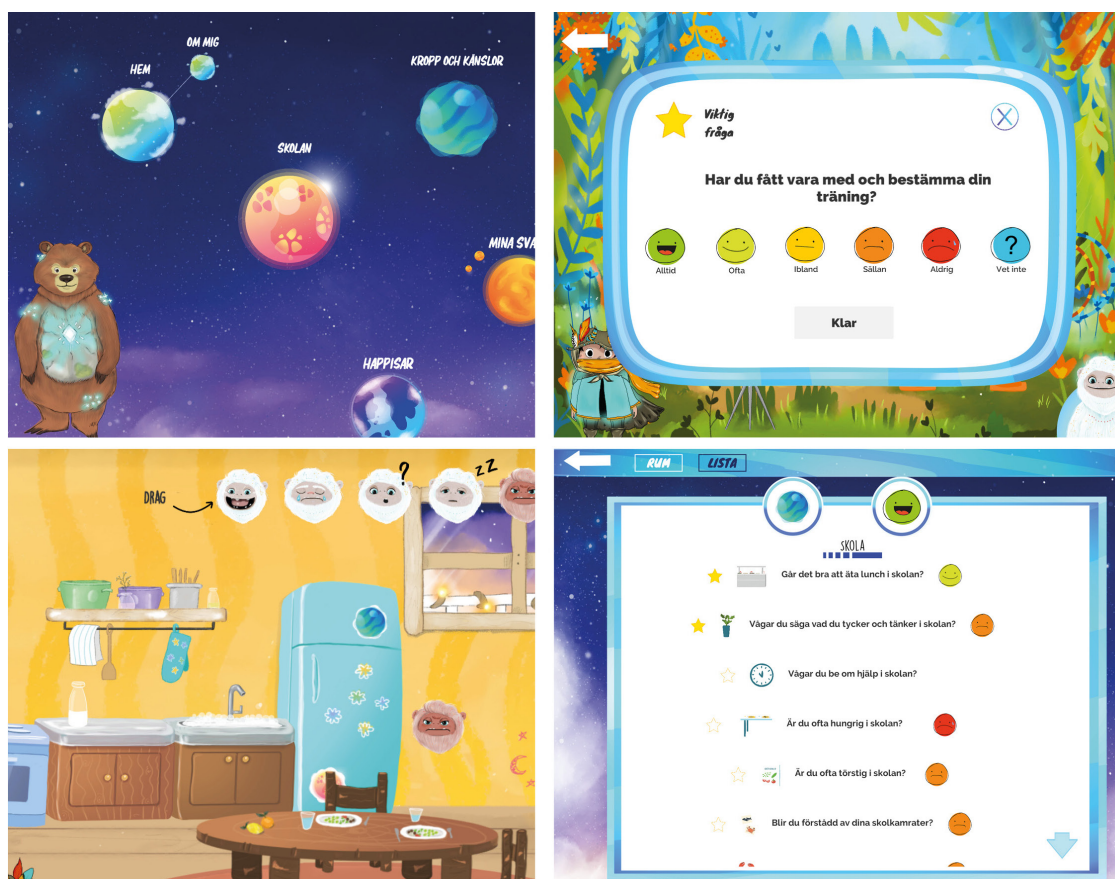 OM MIG
HEM
KROPP OCH KÄNSLOR
SKOLAN
MINA SVA
HAPPISAR
Viktig
fråga
X
Har du fått vara med och bestämma din
träning?
?
Alltid
Ofta
Ibland
Sällan
Aldrig
Vet inte
Klar
DRAG
?
ZZ
RUM
LISTA
SKOLA
Går det bra att äta lunch i skolan?
Vågar du säga vad du tycker och tänker i skolan?
Vågar du be om hjälp i skolan?
Är du ofta hungrig i skolan?
Är du ofta törstig i skolan?
Blir du förstådd av dina skolkamrater?